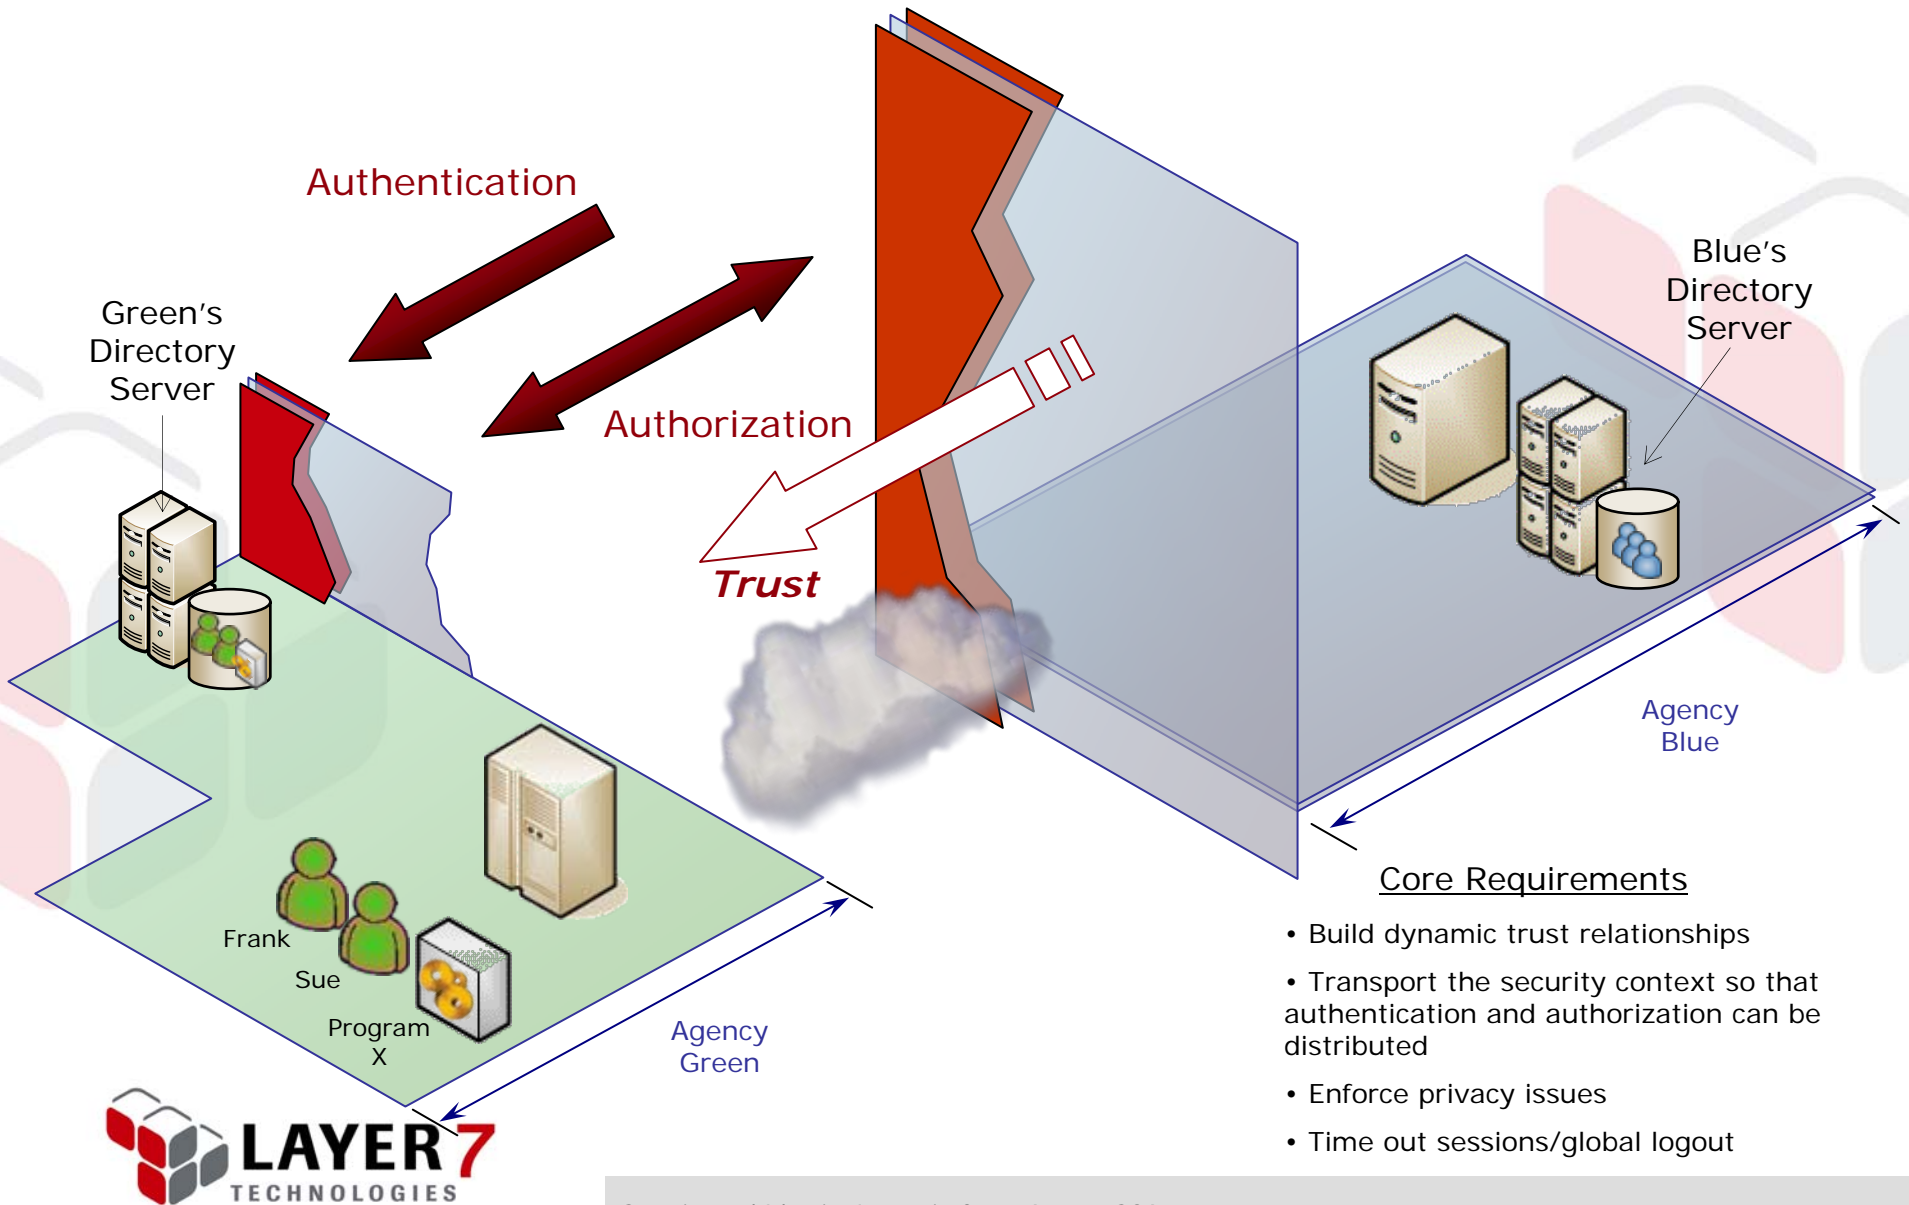 Authentication
Green's
Directory
Server
Authorization
Trust
Blue's
Directory
Server
Agency
Blue
Frank
Sue
Program
X
Agency
Green
Core Requirements
• Build dynamic trust relationships
• Transport the security context so that
authentication and authorization can be
distributed
• Enforce privacy issues
• Time out sessions/global logout
LAYER 7
TECHNOLOGIES